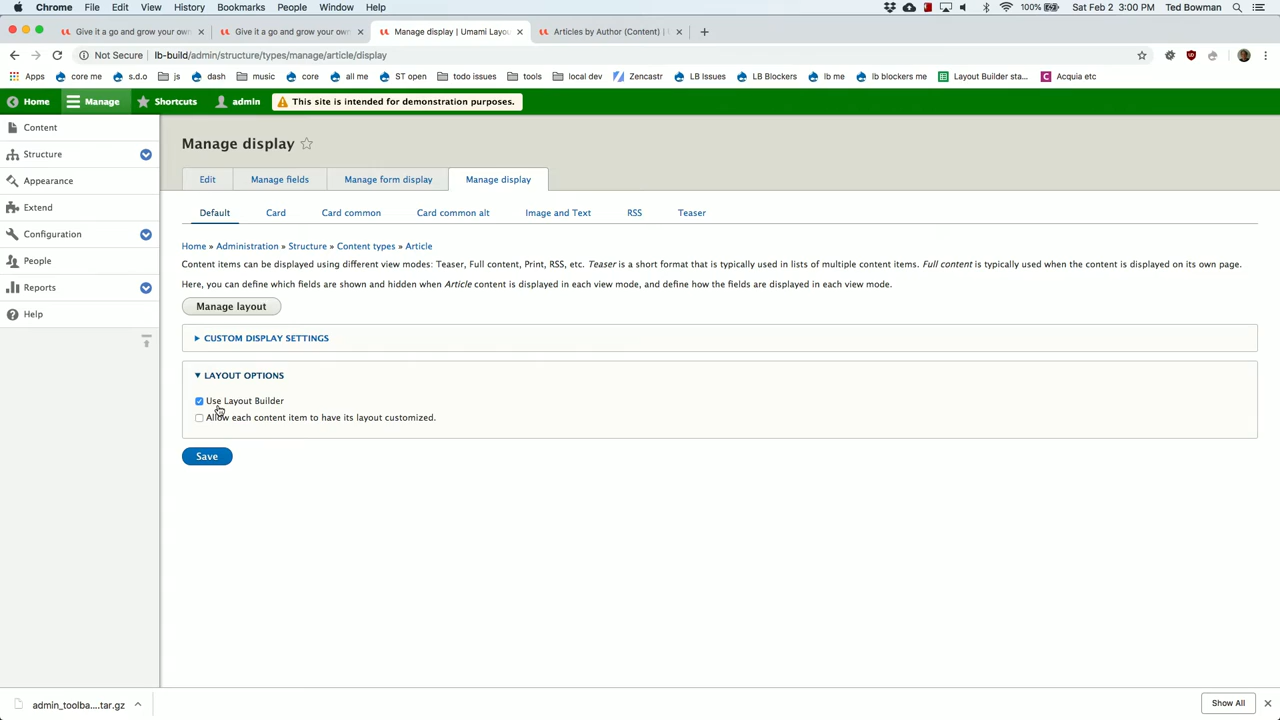 Chrome File Edit View History Bookmarks People Window Help 100% Sat Feb 2 3:00 PM Ted Bowman
Give it a go and grow your own Give it a go and grow your own Manage display | Umami Layou Articles by Author (Content) |
Not Secure lb-build/admin/structure/types/manage/article/display
Apps core me s.d.o js dash music core all me ST open todo issues tools local dev Zencastr LB Issues LB Blockers lb me lb blockers me Layout Builder sta... Acquia etc
Home Manage Shortcuts admin This site is intended for demonstration purposes.
Content
Structure
Appearance
Extend
Configuration
People
Reports
Help
Manage display
Edit Manage fields Manage form display Manage display
Default Card Card common Card common alt Image and Text RSS Teaser
Home » Administration » Structure » Content types » Article
Content items can be displayed using different view modes: Teaser, Full content, Print, RSS, etc. Teaser is a short format that is typically used in lists of multiple content items. Full content is typically used when the content is displayed on its own page.
Here, you can define which fields are shown and hidden when Article content is displayed in each view mode, and define how the fields are displayed in each view mode.
Manage layout
CUSTOM DISPLAY SETTINGS
LAYOUT OPTIONS
Use Layout Builder
Allow each content item to have its layout customized.
Save
admin_toolba....tar.gz Show All